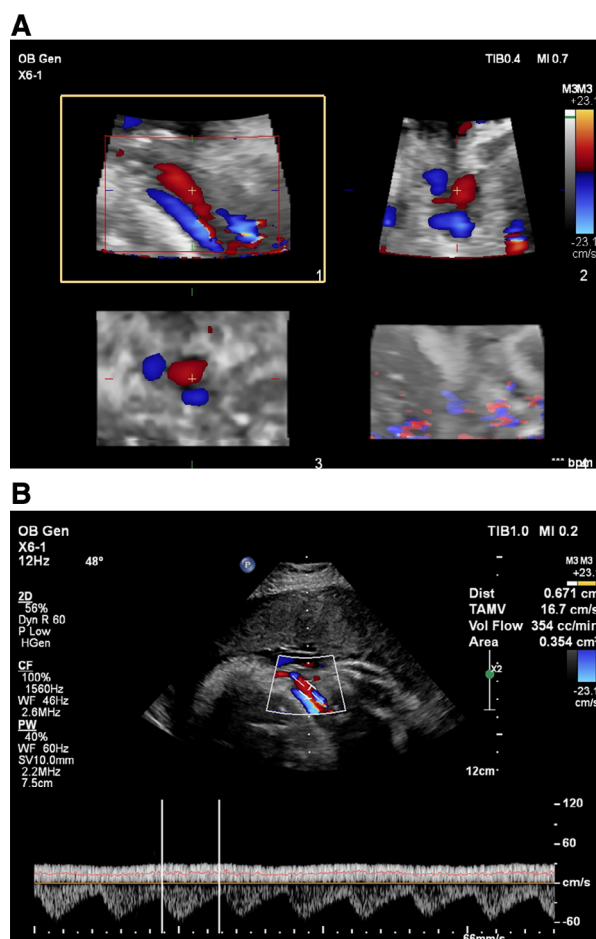 A
OB Gen
X6-1
TIB0.4 MI 0.7
M3M3
+23.1
-23.1
cm/s
1
2
3
*** bpm
B
OB Gen
X6-1
12Hz
48°
TIB1.0 MI 0.2
2D
56%
Dyn R 60
P Low
HGen
CF
100%
1560Hz
WF 46Hz
2.6MHz
PW
40%
WF 60Hz
SV10.0mm
2.2MHz
7.5cm
P
M3 M3
+23.
Dist 0.671 cm
TAMV 16.7 cm/s
Vol Flow 354 cc/min
Area 0.354 cm²
X2
-23.1
cm/s
12cm
120
60
cm/s
-60
66mm/s